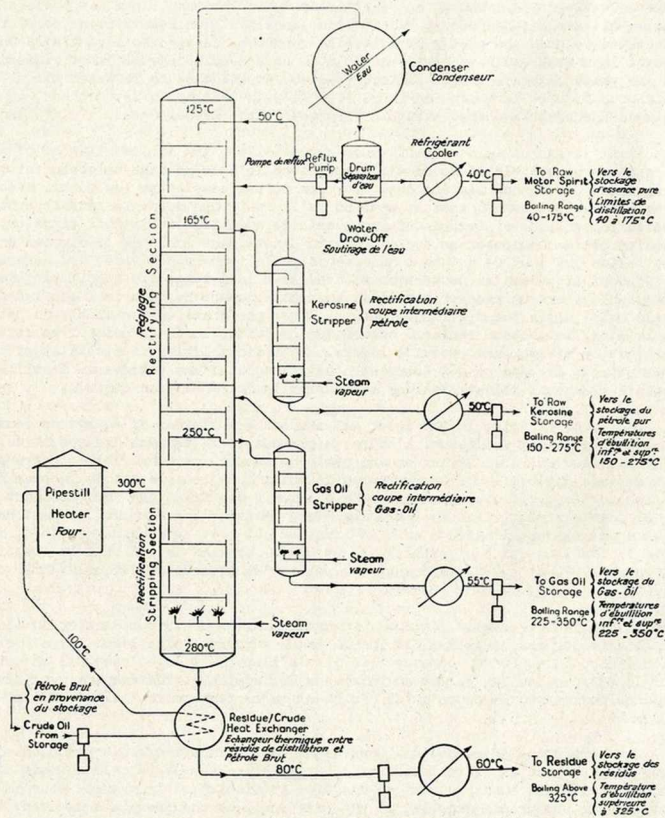 Water
Eau
Condenser
Condenseur
125°C
50°C
Pompe de reflux
Reflux
Pump
Drum
Séparateur
d'eau
Réfrigérant
Cooler
40°C
To Raw
Motor Spirit
Storage
Boiling Range
40-175°C
Vers le
stockage
d'essence pure
Limites de
distillation
40 à 175°C
Water
Draw-Off
Soutirage de l'eau
165°C
Réglage
Rectifying Section
Kerosine
Stripper
Rectification
coupe intermédiaire
pétrole
Steam
vapeur
50°C
To Raw
Kerosine
Storage
Boiling Range
150-275°C
Vers le
stockage du
pétrole pur
Températures
d'ébullition
inf.res et sup.res
150-275°C
250°C
Gas Oil
Stripper
Rectification
coupe intermédiaire
Gas-Oil
Steam
vapeur
55°C
To Gas Oil
Storage
Boiling Range
225-350°C
Vers le
stockage du
Gas-Oil
Températures
d'ébullition
inf.res et sup.res
225-350°C
Pipestill
Heater
-Four-
300°C
Rectification
Stripping Section
Steam
vapeur
280°C
100°C
Pétrole Brut
en provenance
du stockage
Crude Oil
from
Storage
Residue/Crude
Heat Exchanger
Echangeur thermique entre
résidus de distillation et
Pétrole Brut
80°C
60°C
To Residue
Storage
Boiling Above
325°C
Vers le
stockage des
résidus
Température
d'ébullition
supérieure
à 325°C